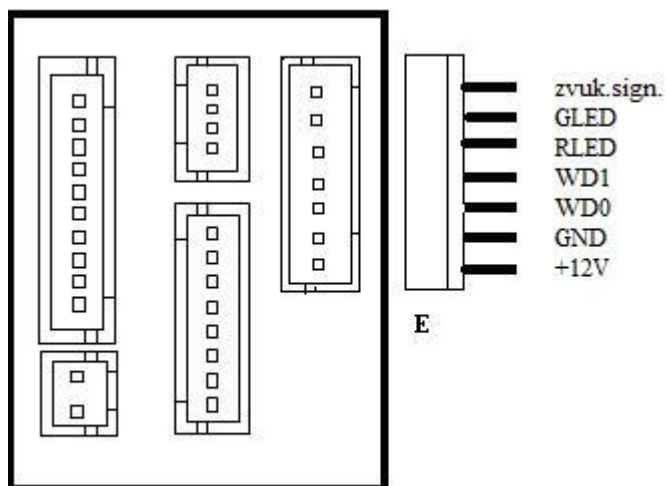 zvuk.sign.
GLED
RLED
WD1
WD0
GND
+12V
E